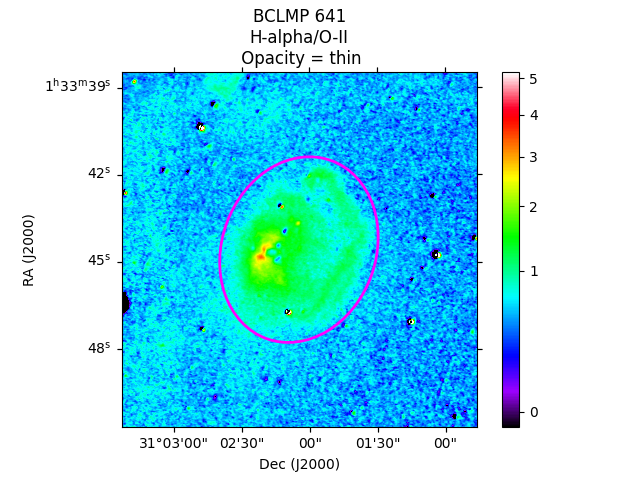 BCLMP 641
H-alpha/O-II
Opacity = thin
1ʰ33ᵐ39ˢ
42ˢ
45ˢ
48ˢ
RA (J2000)
31°03'00" 02'30" 00" 01'30" 00"
Dec (J2000)
5
4
3
2
1
0